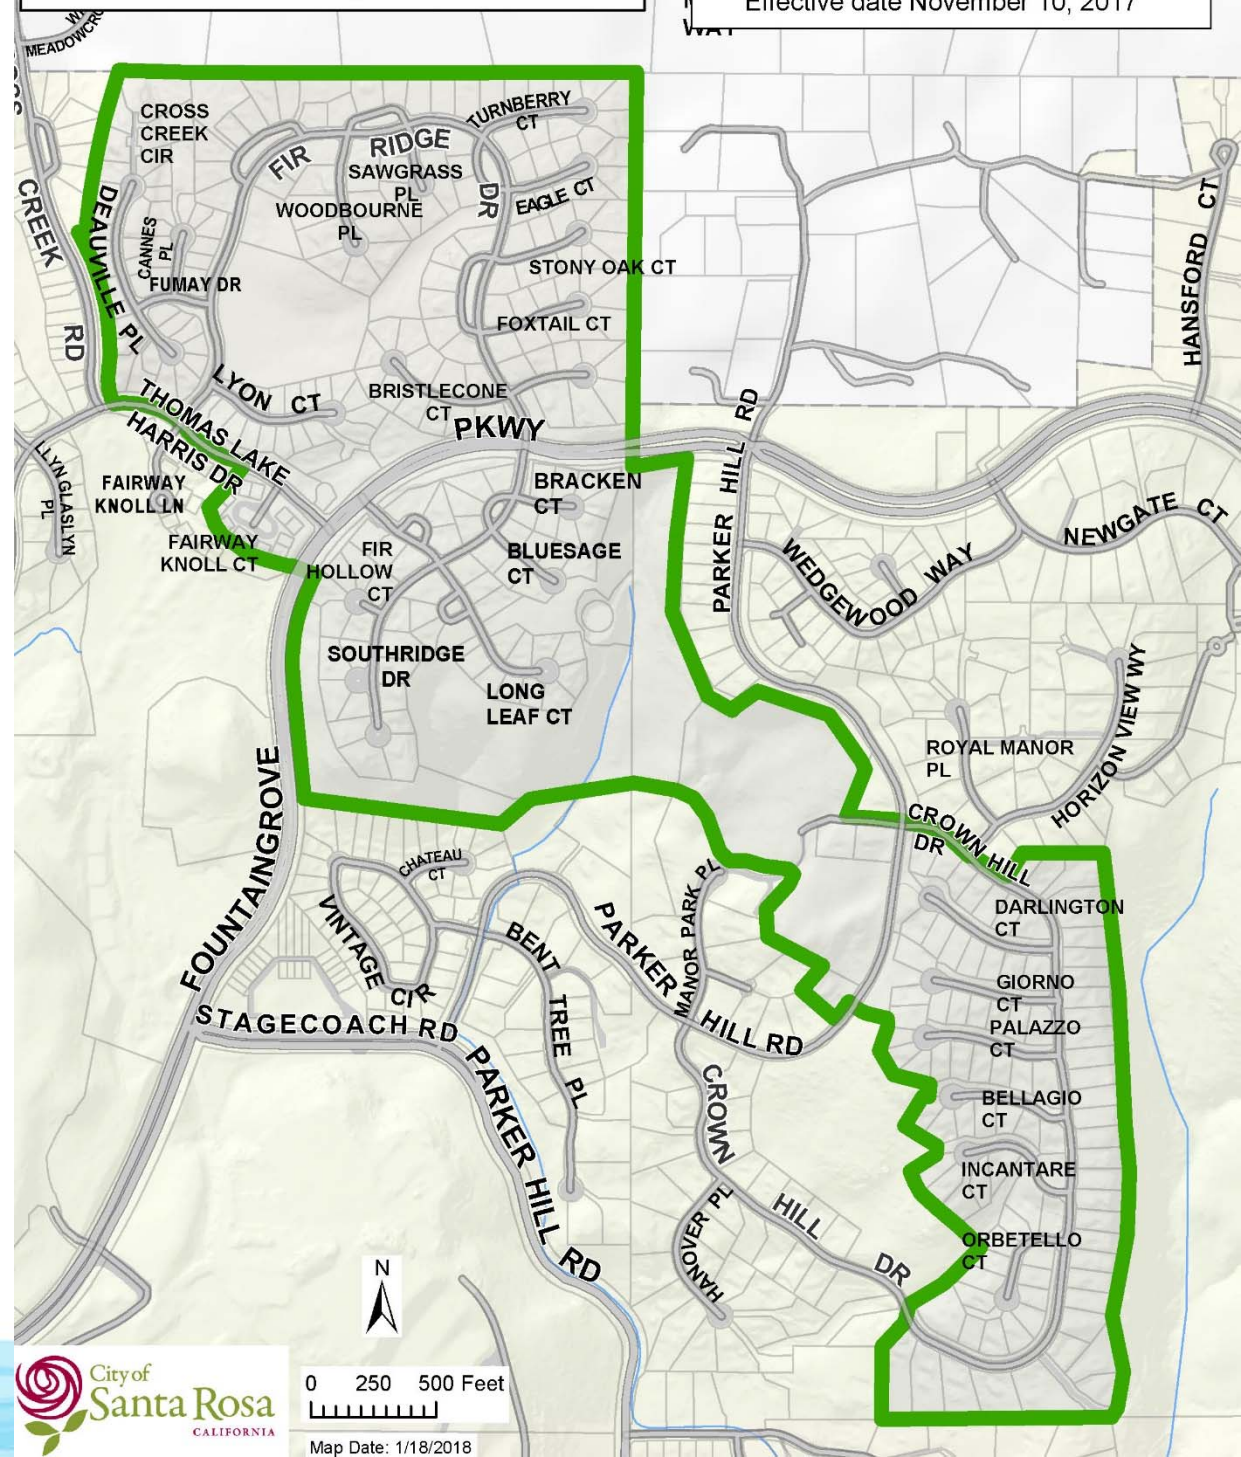 Effective date November 10, 2017
WAY
MEADOWCR
CREEK
RD
CROSS
CREEK
CIR
DEAUVILLE PL
CANNES
PL
FUMAY DR
FIR
RIDGE
DR
SAWGRASS
PL
WOODBOURNE
PL
TURNBERRY
CT
EAGLE CT
STONY OAK CT
FOXTAIL CT
BRISTLECONE
CT
LYON CT
PKWY
THOMAS LAKE
HARRIS DR
LLYN GLASLYN
PL
FAIRWAY
KNOLL LN
FAIRWAY
KNOLL CT
FIR
HOLLOW
CT
BRACKEN
CT
BLUESAGE
CT
SOUTHRIDGE
DR
LONG
LEAF CT
PARKER HILL RD
HANSFORD CT
WEDGEWOOD WAY
NEWGATE CT
ROYAL MANOR
PL
HORIZON VIEW WY
CROWN HILL
DR
FOUNTAINGROVE
CHATEAU
CT
VINTAGE
CIR
BENT
TREE
PL
PARKER
HILL RD
MANOR PARK PL
STAGECOACH RD
PARKER HILL RD
CROWN
HILL
DR
HANOVER PL
DARLINGTON
CT
GIORNO
CT
PALAZZO
CT
BELLAGIO
CT
INCANTARE
CT
ORBETELLO
CT
N
City of
Santa Rosa
CALIFORNIA
0 250 500 Feet
Map Date: 1/18/2018